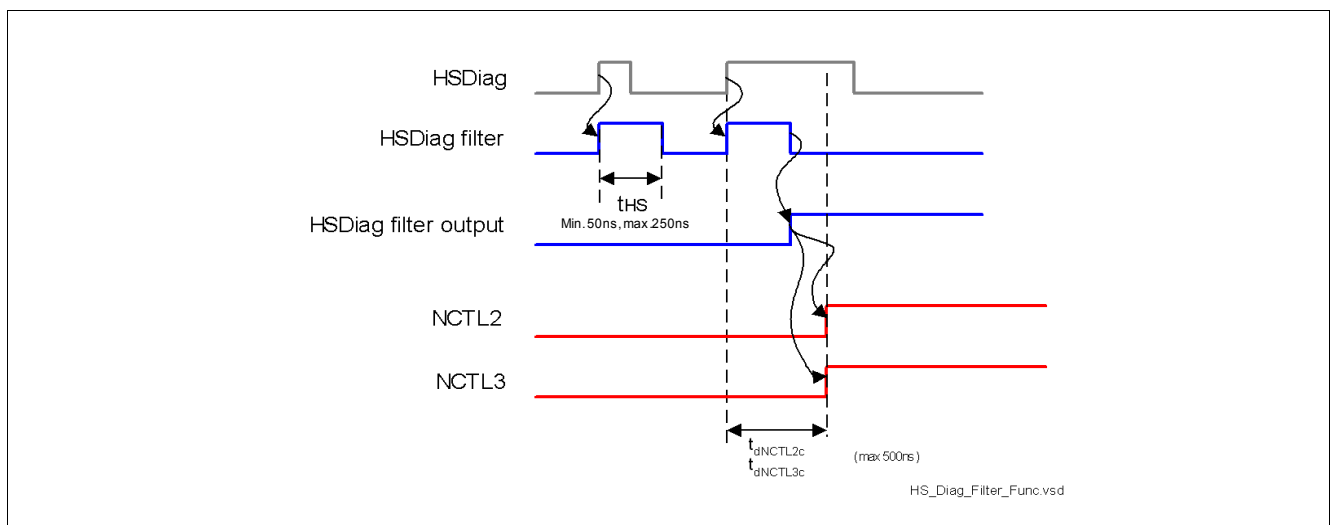 HSDiag
HSDiag filter
tHS
Min. 50ns, max.250ns
HSDiag filter output
NCTL2
NCTL3
tdNCTL2c
tdNCTL3c
(max 500ns)
HS_Diag_Filter_Func.vsd